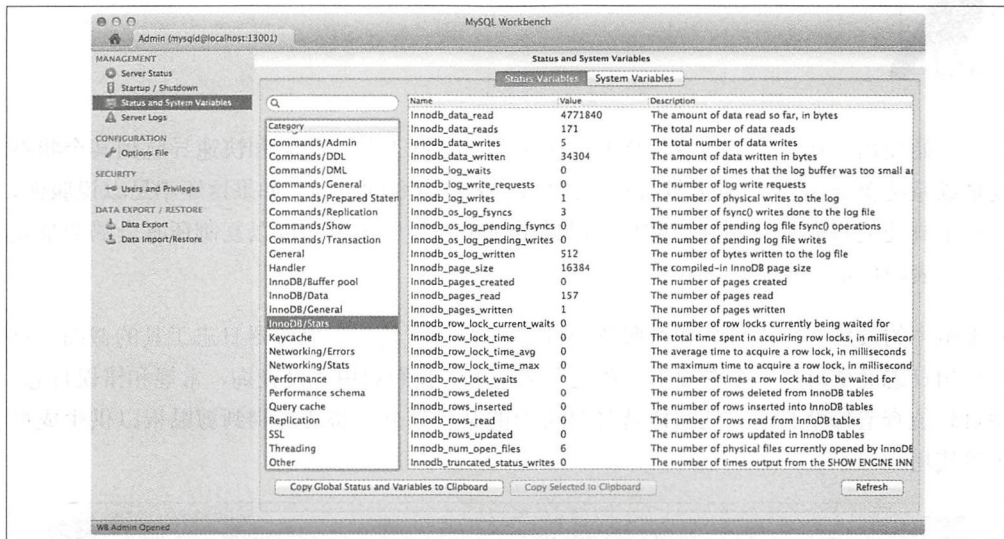 MySQL Workbench
Admin (mysqld@localhost:13001)
MANAGEMENT
Server Status
Startup / Shutdown
Status and System Variables
Server Logs
CONFIGURATION
Options File
SECURITY
Users and Privileges
DATA EXPORT / RESTORE
Data Export
Data Import/Restore
Status and System Variables
Status Variables System Variables
Category
Commands/Admin
Commands/DDL
Commands/DML
Commands/General
Commands/Prepared Staten
Commands/Replication
Commands/Show
Commands/Transaction
General
Handler
InnoDB/Buffer pool
InnoDB/Data
InnoDB/General
InnoDB/Stats
Keycache
Networking/Errors
Networking/Stats
Performance
Performance schema
Query cache
Replication
SSL
Threading
Other
Name Value Description
Innodb_data_read 4771840 The amount of data read so far, in bytes
Innodb_data_reads 171 The total number of data reads
Innodb_data_writes 5 The total number of data writes
Innodb_data_written 34304 The amount of data written in bytes
Innodb_log_waits 0 The number of times that the log buffer was too small ar
Innodb_log_write_requests 0 The number of log write requests
Innodb_log_writes 1 The number of physical writes to the log
Innodb_os_log_fsyncs 3 The number of fsync() writes done to the log file
Innodb_os_log_pending_fsyncs 0 The number of pending log file fsync() operations
Innodb_os_log_pending_writes 0 The number of pending log file writes
Innodb_os_log_written 512 The number of bytes written to the log file
Innodb_page_size 16384 The compiled-in InnoDB page size
Innodb_pages_created 0 The number of pages created
Innodb_pages_read 157 The number of pages read
Innodb_pages_written 1 The number of pages written
Innodb_row_lock_current_waits 0 The number of row locks currently being waited for
Innodb_row_lock_time 0 The total time spent in acquiring row locks, in millisecor
Innodb_row_lock_time_avg 0 The average time to acquire a row lock, in milliseconds
Innodb_row_lock_time_max 0 The maximum time to acquire a row lock, in millisecond
Innodb_row_lock_waits 0 The number of times a row lock had to be waited for
Innodb_rows_deleted 0 The number of rows deleted from InnoDB tables
Innodb_rows_inserted 0 The number of rows inserted into InnoDB tables
Innodb_rows_read 0 The number of rows read from InnoDB tables
Innodb_rows_updated 0 The number of rows updated in InnoDB tables
Innodb_num_open_files 6 The number of physical files currently opened by InnoDE
Innodb_truncated_status_writes 0 The number of times output from the SHOW ENGINE INN
Copy Global Status and Variables to Clipboard Copy Selected to Clipboard Refresh
WB Admin Opened